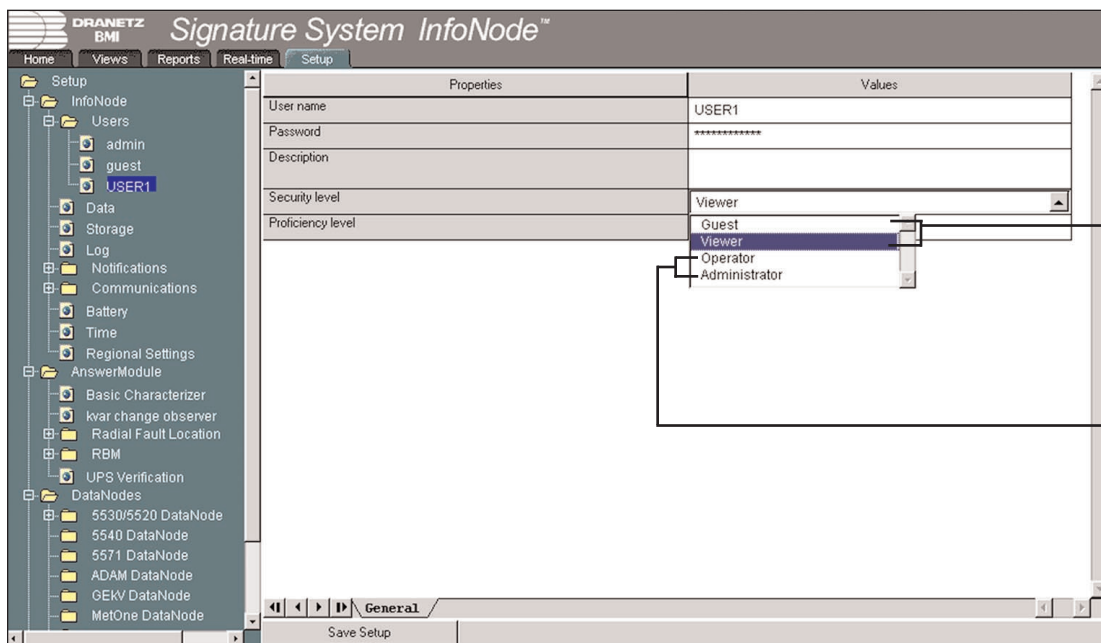 DRANETZ
BMI
Signature System InfoNode™
Home Views Reports Real-time Setup
Setup
InfoNode
Users
admin
guest
USER1
Data
Storage
Log
Notifications
Communications
Battery
Time
Regional Settings
AnswerModule
Basic Characterizer
kvar change observer
Radial Fault Location
RBM
UPS Verification
DataNodes
5530/5520 DataNode
5540 DataNode
5571 DataNode
ADAM DataNode
GEkV DataNode
MetOne DataNode
Properties Values
User name USER1
Password ************
Description
Security level Viewer
Proficiency level
Guest
Viewer
Operator
Administrator
General
Save Setup